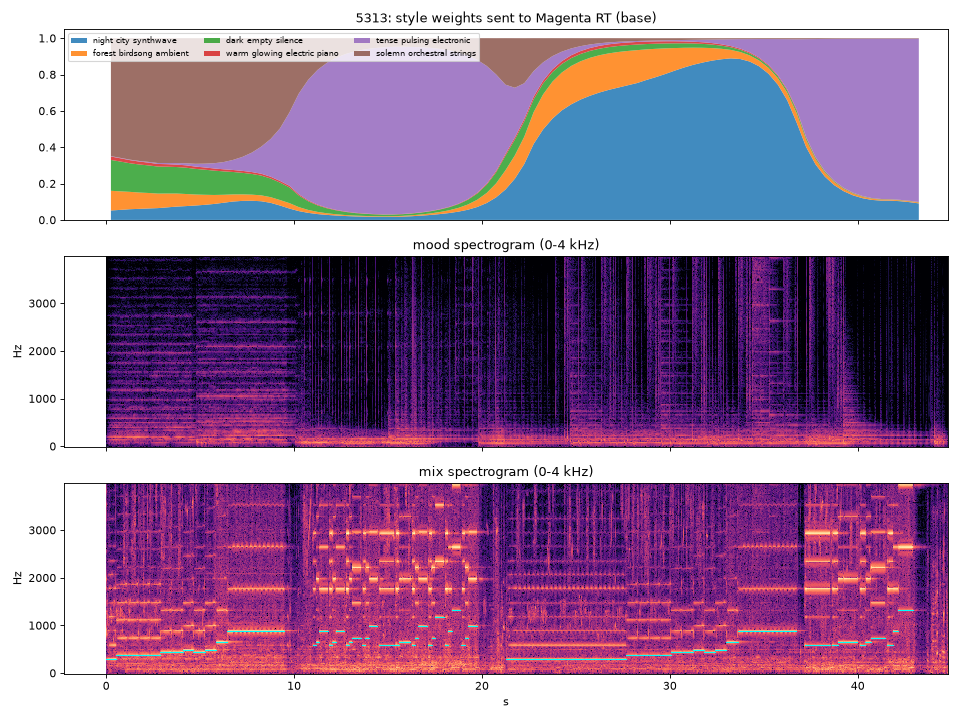 5313: style weights sent to Magenta RT (base)
night city synthwave dark empty silence tense pulsing electronic
forest birdsong ambient warm glowing electric piano solemn orchestral strings
1.0
0.8
0.6
0.4
0.2
0.0
mood spectrogram (0-4 kHz)
Hz
3000
2000
1000
0
mix spectrogram (0-4 kHz)
Hz
3000
2000
1000
0
0 10 20 30 40
s